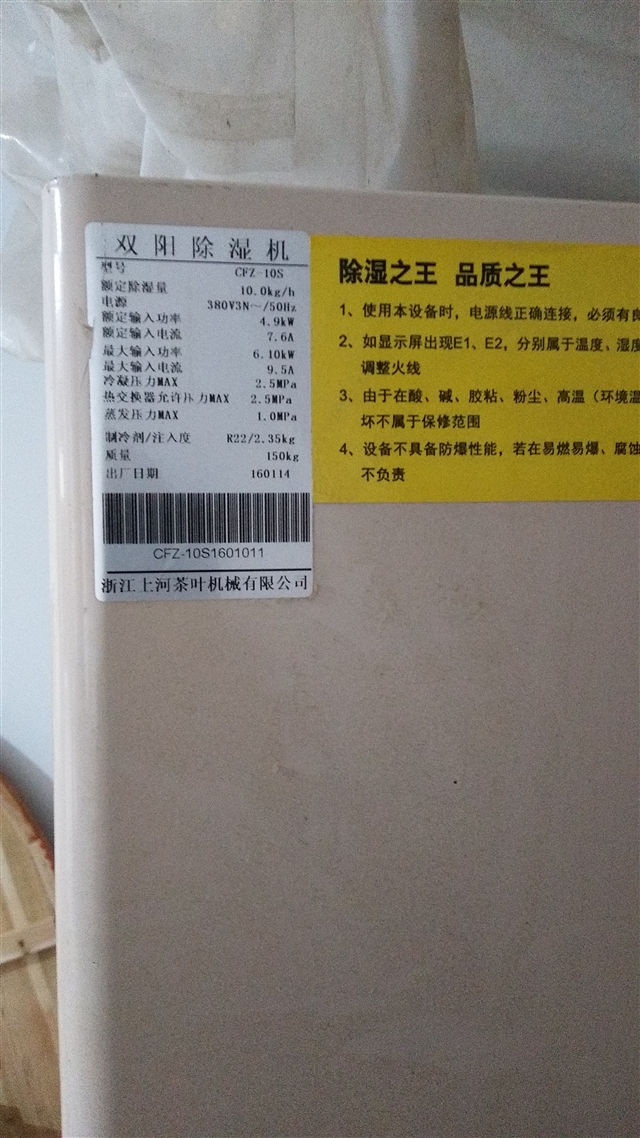 双阳除湿机
型号 CFZ-10S
额定除湿量 10.0kg/h
电源 380V3N～/50Hz
额定输入功率 4.9kW
额定输入电流 7.6A
最大输入功率 6.10kW
最大输入电流 9.5A
冷凝压力MAX 2.5MPa
热交换器允许压力MAX 2.5MPa
蒸发压力MAX 1.0MPa
制冷剂/注入度 R22/2.35kg
质量 150kg
出厂日期 160114
CFZ-10S1601011
浙江上河茶叶机械有限公司
除湿之王 品质之王
1、使用本设备时，电源线正确连接，必须有良
2、如显示屏出现E1、E2，分别属于温度、湿度
调整火线
3、由于在酸、碱、胶粘、粉尘、高温（环境温
坏不属于保修范围
4、设备不具备防爆性能，若在易燃易爆、腐蚀
不负责